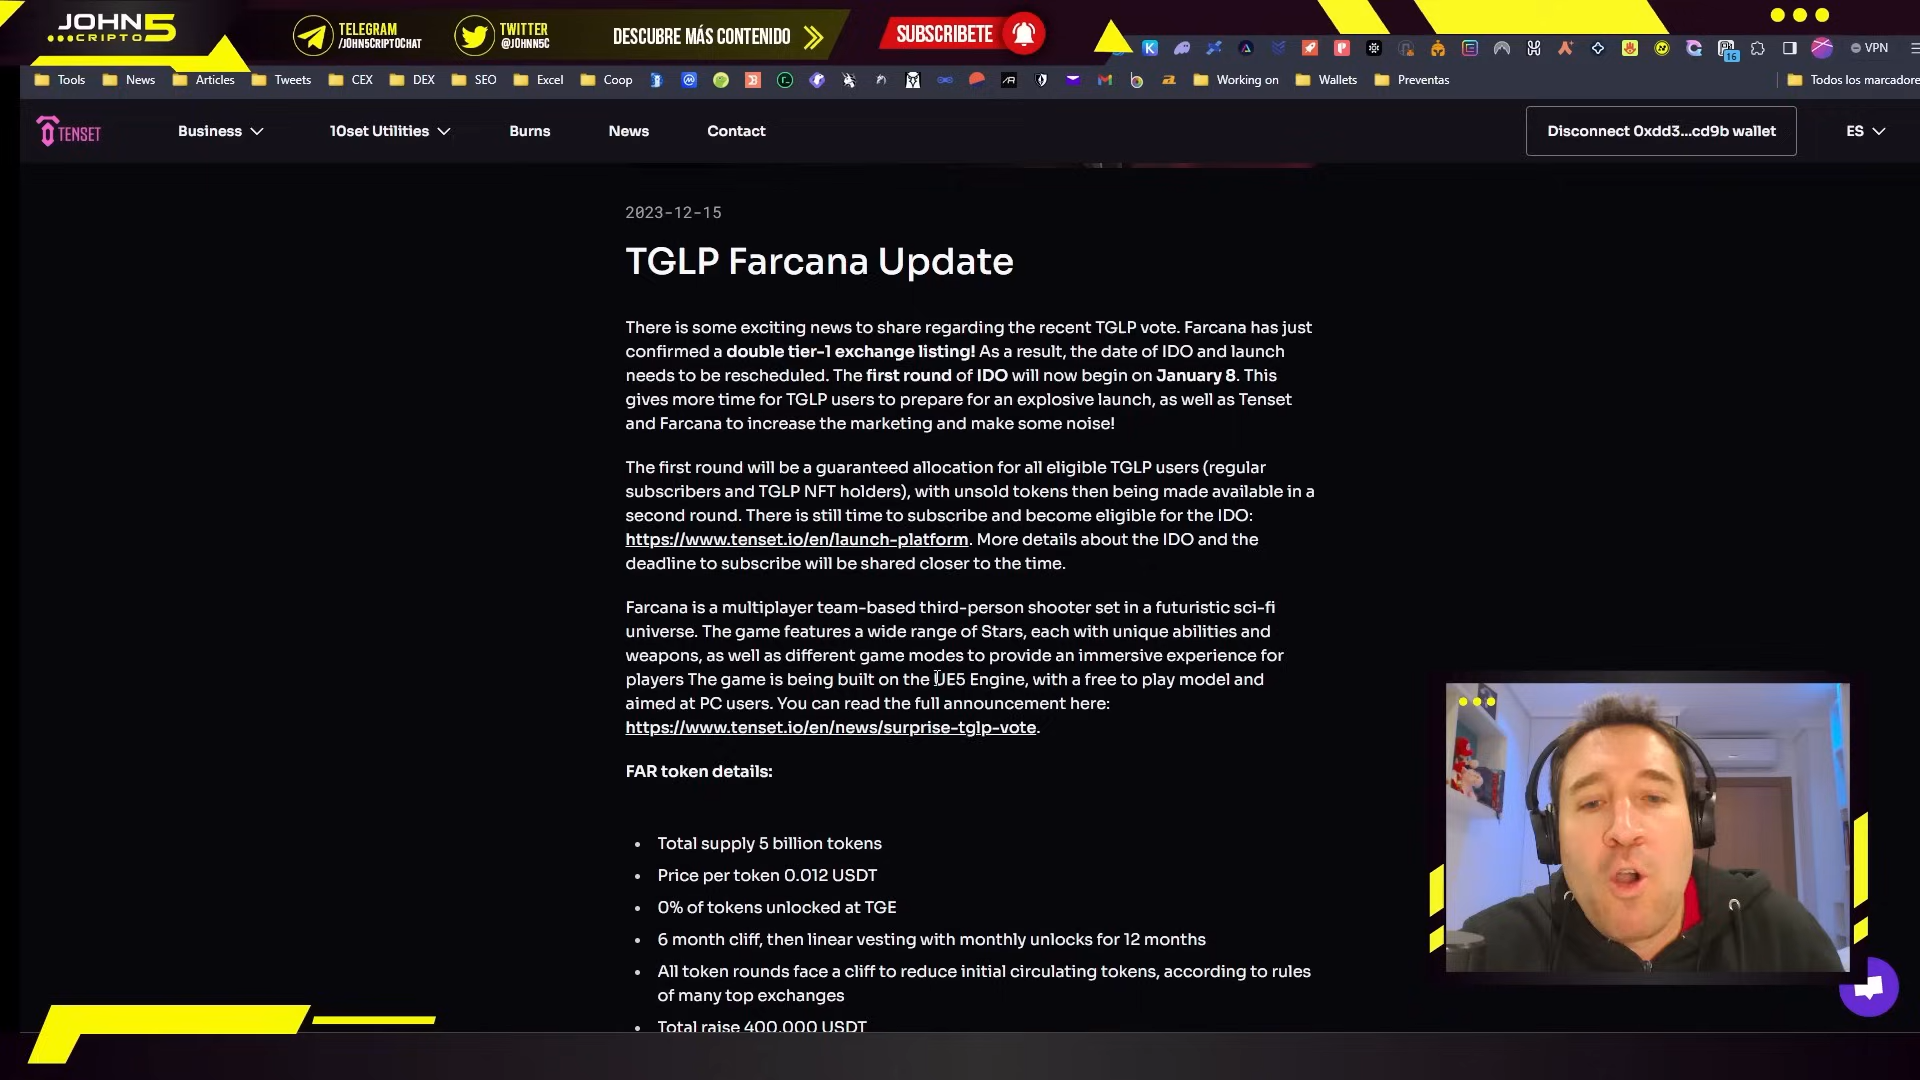 JOHN 5
CRIPTO
TELEGRAM
/JOHN5CRIPTOCHAT
TWITTER
@J0HNN5C
DESCUBRE MÁS CONTENIDO
SUBSCRIBETE
16
VPN
Tools
News
Articles
Tweets
CEX
DEX
SEO
Excel
Coop
Working on
Wallets
Preventas
Todos los marcadore
TENSET
Business
10set Utilities
Burns
News
Contact
Disconnect 0xdd3...cd9b wallet
ES
2023-12-15
TGLP Farcana Update
There is some exciting news to share regarding the recent TGLP vote. Farcana has just
confirmed a double tier-1 exchange listing! As a result, the date of IDO and launch
needs to be rescheduled. The first round of IDO will now begin on January 8. This
gives more time for TGLP users to prepare for an explosive launch, as well as Tenset
and Farcana to increase the marketing and make some noise!
The first round will be a guaranteed allocation for all eligible TGLP users (regular
subscribers and TGLP NFT holders), with unsold tokens then being made available in a
second round. There is still time to subscribe and become eligible for the IDO:
https://www.tenset.io/en/launch-platform. More details about the IDO and the
deadline to subscribe will be shared closer to the time.
Farcana is a multiplayer team-based third-person shooter set in a futuristic sci-fi
universe. The game features a wide range of Stars, each with unique abilities and
weapons, as well as different game modes to provide an immersive experience for
players The game is being built on the UE5 Engine, with a free to play model and
aimed at PC users. You can read the full announcement here:
https://www.tenset.io/en/news/surprise-tglp-vote.
FAR token details:
• Total supply 5 billion tokens
• Price per token 0.012 USDT
• 0% of tokens unlocked at TGE
• 6 month cliff, then linear vesting with monthly unlocks for 12 months
• All token rounds face a cliff to reduce initial circulating tokens, according to rules
of many top exchanges
• Total raise 400,000 USDT